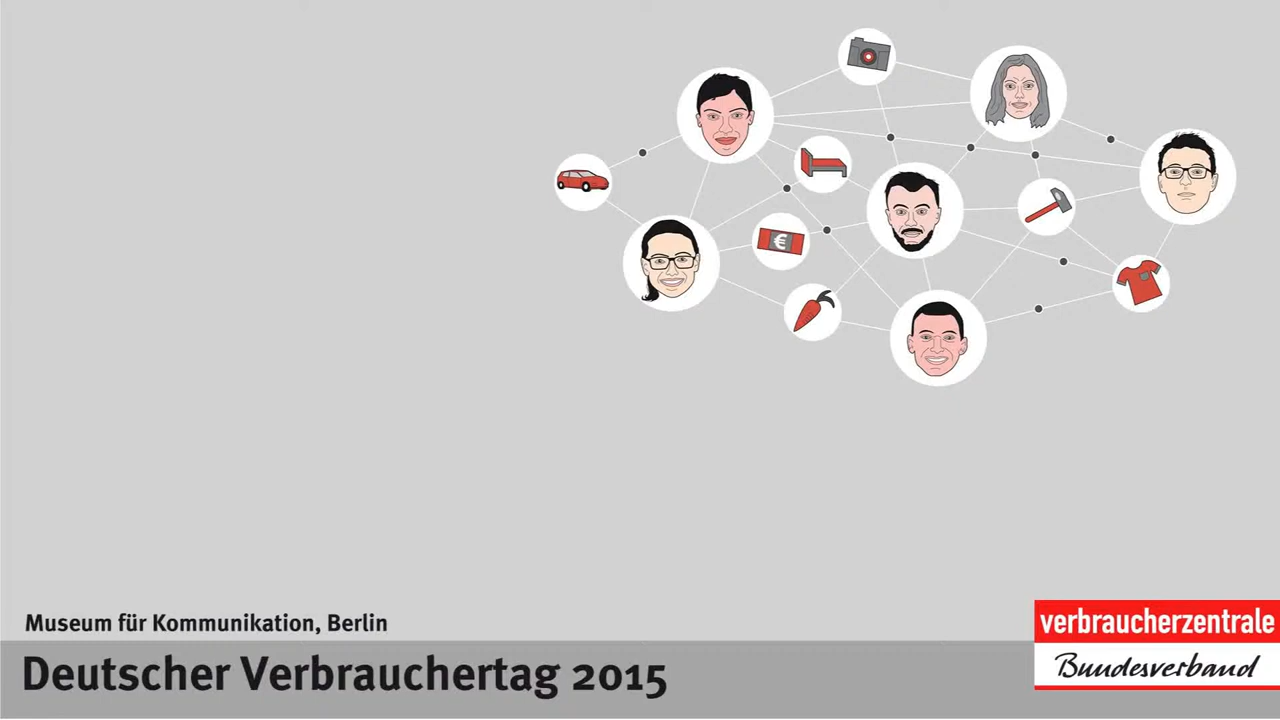 Museum für Kommunikation, Berlin
Deutscher Verbrauchertag 2015
verbraucherzentrale
Bundesverband
€